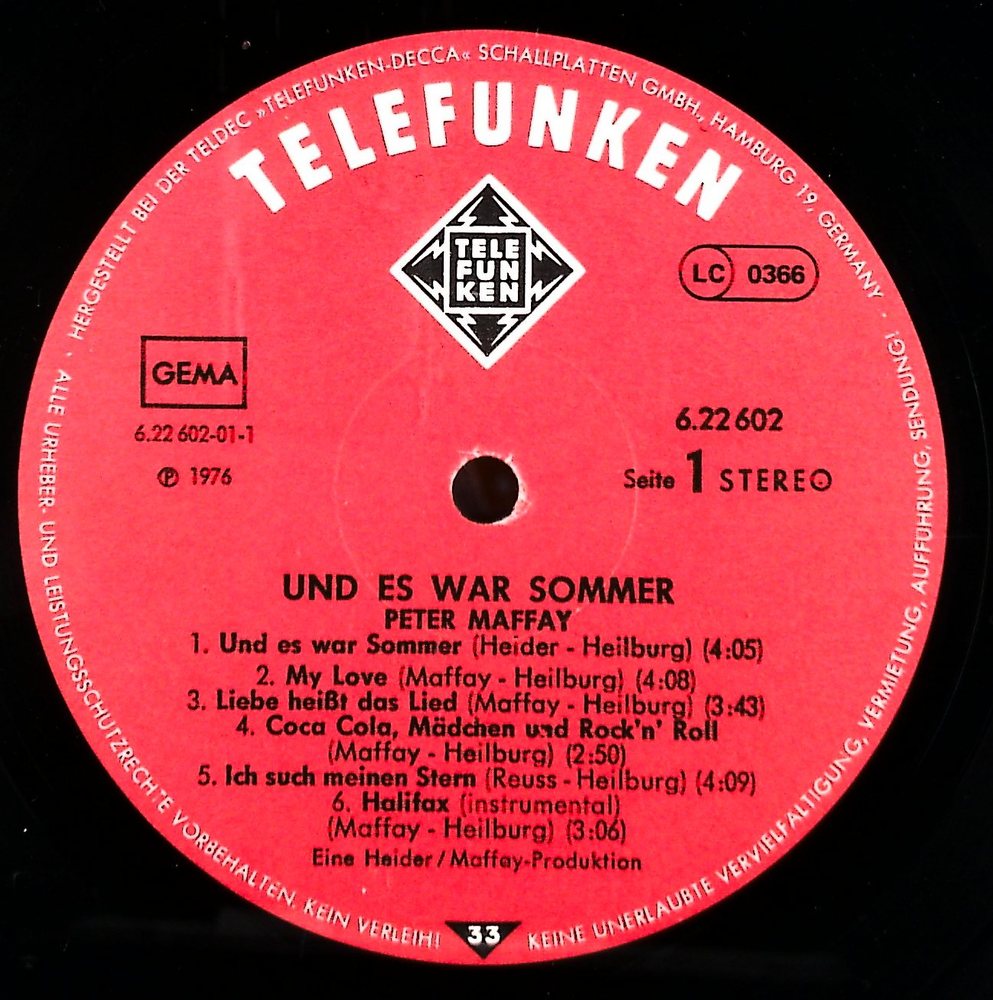 HERGESTELLT BEI DER TELDEC »TELEFUNKEN-DECCA« SCHALLPLATTEN GMBH., HAMBURG 19, GERMANY ·
TELEFUNKEN
TELE
FUN
KEN
LC 0366
GEMA
6.22 602-01-1
℗ 1976
6.22 602
Seite 1 STEREO
UND ES WAR SOMMER
PETER MAFFAY
1. Und es war Sommer (Heider - Heilburg) (4:05)
2. My Love (Maffay - Heilburg) (4:08)
3. Liebe heißt das Lied (Maffay - Heilburg) (3:43)
4. Coca Cola, Mädchen und Rock'n' Roll
(Maffay - Heilburg) (2:50)
5. Ich such meinen Stern (Reuss - Heilburg) (4:09)
6. Halifax (instrumental)
(Maffay - Heilburg) (3:06)
Eine Heider / Maffay-Produktion
33
· ALLE URHEBER- UND LEISTUNGSSCHUTZRECHTE VORBEHALTEN. KEIN VERLEIH!
KEINE UNERLAUBTE VERVIELFÄLTIGUNG, VERMIETUNG, AUFFÜHRUNG, SENDUNG!